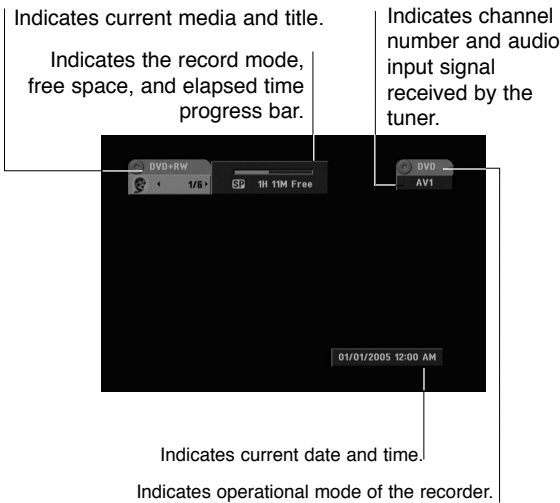 Indicates current media and title.
Indicates the record mode,
free space, and elapsed time
progress bar.
Indicates channel
number and audio
input signal
received by the
tuner.
DVD+RW
1/6
SP 1H 11M Free
DVD
AV1
01/01/2005 12:00 AM
Indicates current date and time.
Indicates operational mode of the recorder.